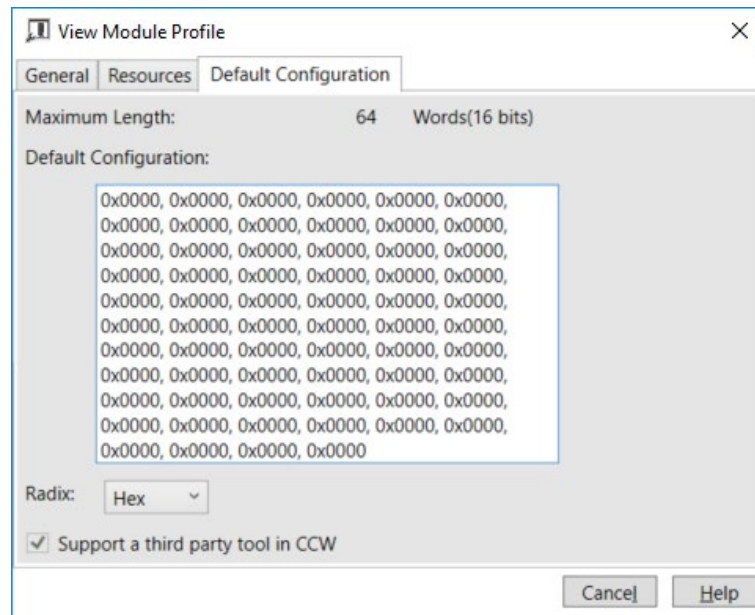 View Module Profile
General Resources Default Configuration
Maximum Length: 64 Words(16 bits)
Default Configuration:
0x0000, 0x0000, 0x0000, 0x0000, 0x0000, 0x0000,
0x0000, 0x0000, 0x0000, 0x0000, 0x0000, 0x0000,
0x0000, 0x0000, 0x0000, 0x0000, 0x0000, 0x0000,
0x0000, 0x0000, 0x0000, 0x0000, 0x0000, 0x0000,
0x0000, 0x0000, 0x0000, 0x0000, 0x0000, 0x0000,
0x0000, 0x0000, 0x0000, 0x0000, 0x0000, 0x0000,
0x0000, 0x0000, 0x0000, 0x0000, 0x0000, 0x0000,
0x0000, 0x0000, 0x0000, 0x0000, 0x0000, 0x0000,
0x0000, 0x0000, 0x0000, 0x0000, 0x0000, 0x0000,
0x0000, 0x0000, 0x0000, 0x0000, 0x0000, 0x0000,
0x0000, 0x0000, 0x0000, 0x0000
Radix: Hex
Support a third party tool in CCW
Cancel Help